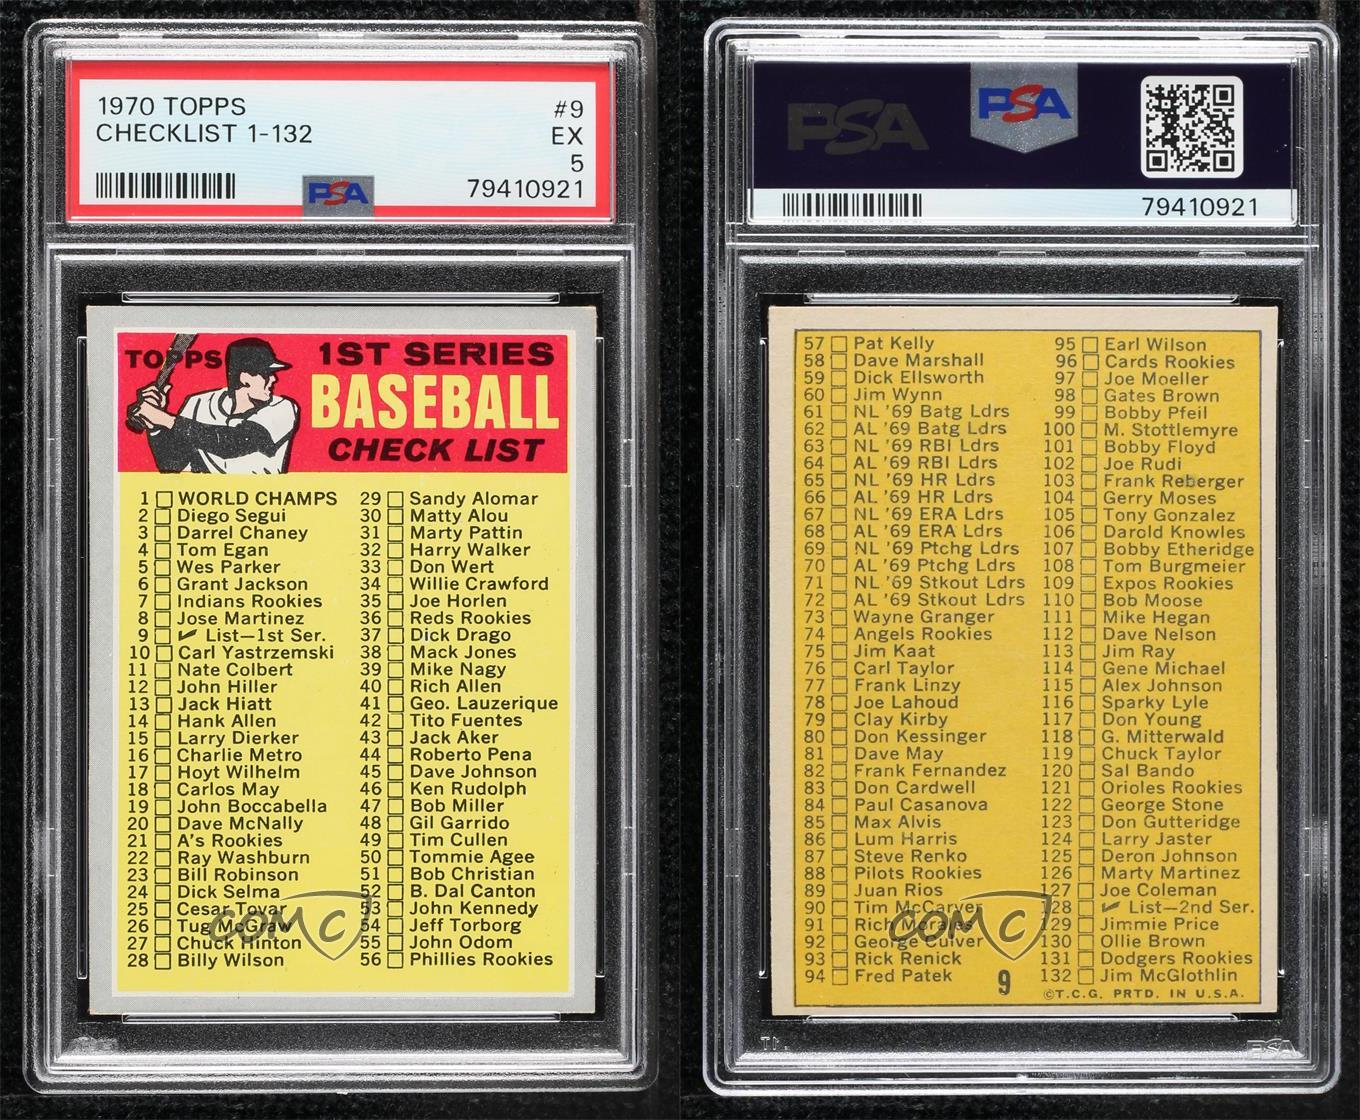 1970 TOPPS #9
CHECKLIST 1-132 EX
5
PSA 79410921
TOPPS
1ST SERIES
BASEBALL
CHECK LIST
1 WORLD CHAMPS
2 Diego Segui
3 Darrel Chaney
4 Tom Egan
5 Wes Parker
6 Grant Jackson
7 Indians Rookies
8 Jose Martinez
9 List—1st Ser.
10 Carl Yastrzemski
11 Nate Colbert
12 John Hiller
13 Jack Hiatt
14 Hank Allen
15 Larry Dierker
16 Charlie Metro
17 Hoyt Wilhelm
18 Carlos May
19 John Boccabella
20 Dave McNally
21 A's Rookies
22 Ray Washburn
23 Bill Robinson
24 Dick Selma
25 Cesar Tovar
26 Tug McGraw
27 Chuck Hinton
28 Billy Wilson
29 Sandy Alomar
30 Matty Alou
31 Marty Pattin
32 Harry Walker
33 Don Wert
34 Willie Crawford
35 Joe Horlen
36 Reds Rookies
37 Dick Drago
38 Mack Jones
39 Mike Nagy
40 Rich Allen
41 Geo. Lauzerique
42 Tito Fuentes
43 Jack Aker
44 Roberto Pena
45 Dave Johnson
46 Ken Rudolph
47 Bob Miller
48 Gil Garrido
49 Tim Cullen
50 Tommie Agee
51 Bob Christian
52 B. Dal Canton
53 John Kennedy
54 Jeff Torborg
55 John Odom
56 Phillies Rookies
COMC
PSA
PSA
79410921
57 Pat Kelly
58 Dave Marshall
59 Dick Ellsworth
60 Jim Wynn
61 NL '69 Batg Ldrs
62 AL '69 Batg Ldrs
63 NL '69 RBI Ldrs
64 AL '69 RBI Ldrs
65 NL '69 HR Ldrs
66 AL '69 HR Ldrs
67 NL '69 ERA Ldrs
68 AL '69 ERA Ldrs
69 NL '69 Ptchg Ldrs
70 AL '69 Ptchg Ldrs
71 NL '69 Stkout Ldrs
72 AL '69 Stkout Ldrs
73 Wayne Granger
74 Angels Rookies
75 Jim Kaat
76 Carl Taylor
77 Frank Linzy
78 Joe Lahoud
79 Clay Kirby
80 Don Kessinger
81 Dave May
82 Frank Fernandez
83 Don Cardwell
84 Paul Casanova
85 Max Alvis
86 Lum Harris
87 Steve Renko
88 Pilots Rookies
89 Juan Rios
90 Tim McCarver
91 Rich Morales
92 George Culver
93 Rick Renick
94 Fred Patek
95 Earl Wilson
96 Cards Rookies
97 Joe Moeller
98 Gates Brown
99 Bobby Pfeil
100 M. Stottlemyre
101 Bobby Floyd
102 Joe Rudi
103 Frank Reberger
104 Gerry Moses
105 Tony Gonzalez
106 Darold Knowles
107 Bobby Etheridge
108 Tom Burgmeier
109 Expos Rookies
110 Bob Moose
111 Mike Hegan
112 Dave Nelson
113 Jim Ray
114 Gene Michael
115 Alex Johnson
116 Sparky Lyle
117 Don Young
118 G. Mitterwald
119 Chuck Taylor
120 Sal Bando
121 Orioles Rookies
122 George Stone
123 Don Gutteridge
124 Larry Jaster
125 Deron Johnson
126 Marty Martinez
127 Joe Coleman
128 List—2nd Ser.
129 Jimmie Price
130 Ollie Brown
131 Dodgers Rookies
132 Jim McGlothlin
COMC
9
©T.C.G. PRTD. IN U.S.A.
PSA